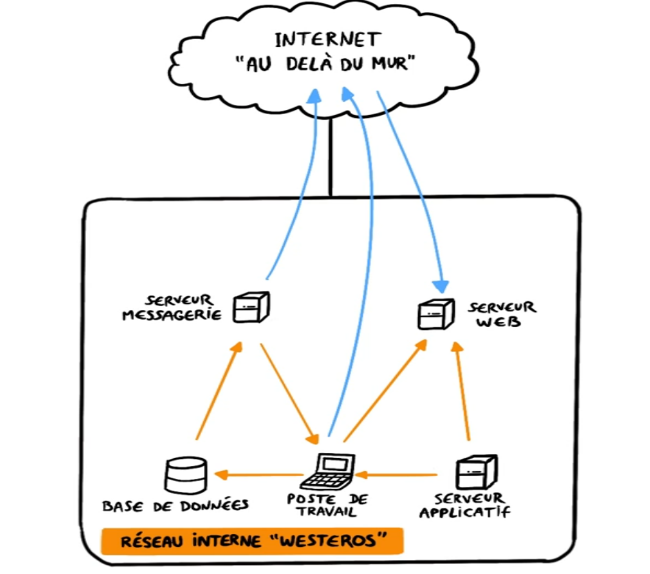 INTERNET
"AU DELÀ DU MUR"
SERVEUR
MESSAGERIE
SERVEUR
WEB
BASE DE DONNÉES
POSTE DE
TRAVAIL
SERVEUR
APPLICATIF
RÉSEAU INTERNE "WESTEROS"